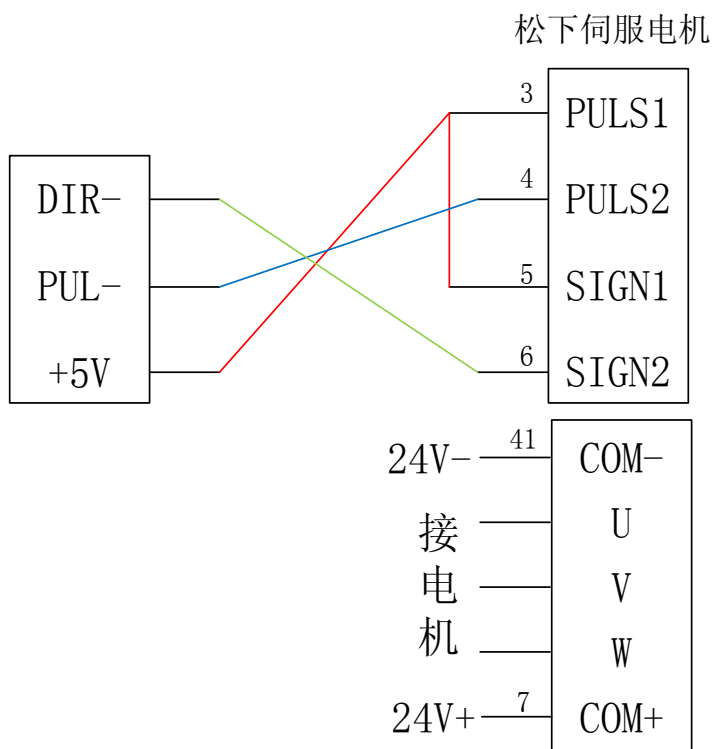 松下伺服电机
3 PULS1
DIR- 4 PULS2
PUL- 5 SIGN1
+5V 6 SIGN2
24V- 41 COM-
接 U
电 V
机 W
24V+ 7 COM+